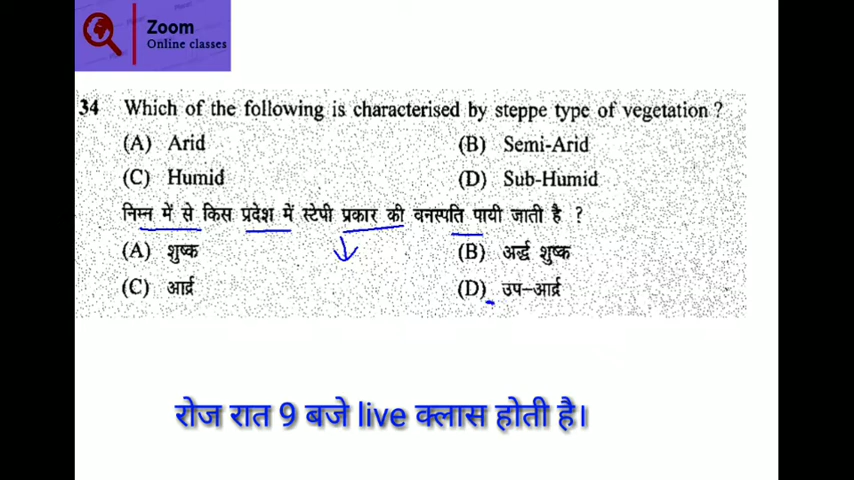 Zoom
Online classes
34 Which of the following is characterised by steppe type of vegetation ?
(A) Arid (B) Semi-Arid
(C) Humid (D) Sub-Humid
निम्न में से किस प्रदेश में स्टेपी प्रकार की वनस्पति पायी जाती है ?
(A) शुष्क (B) अर्द्ध शुष्क
(C) आर्द्र (D) उप-आर्द्र
रोज रात 9 बजे live क्लास होती है।